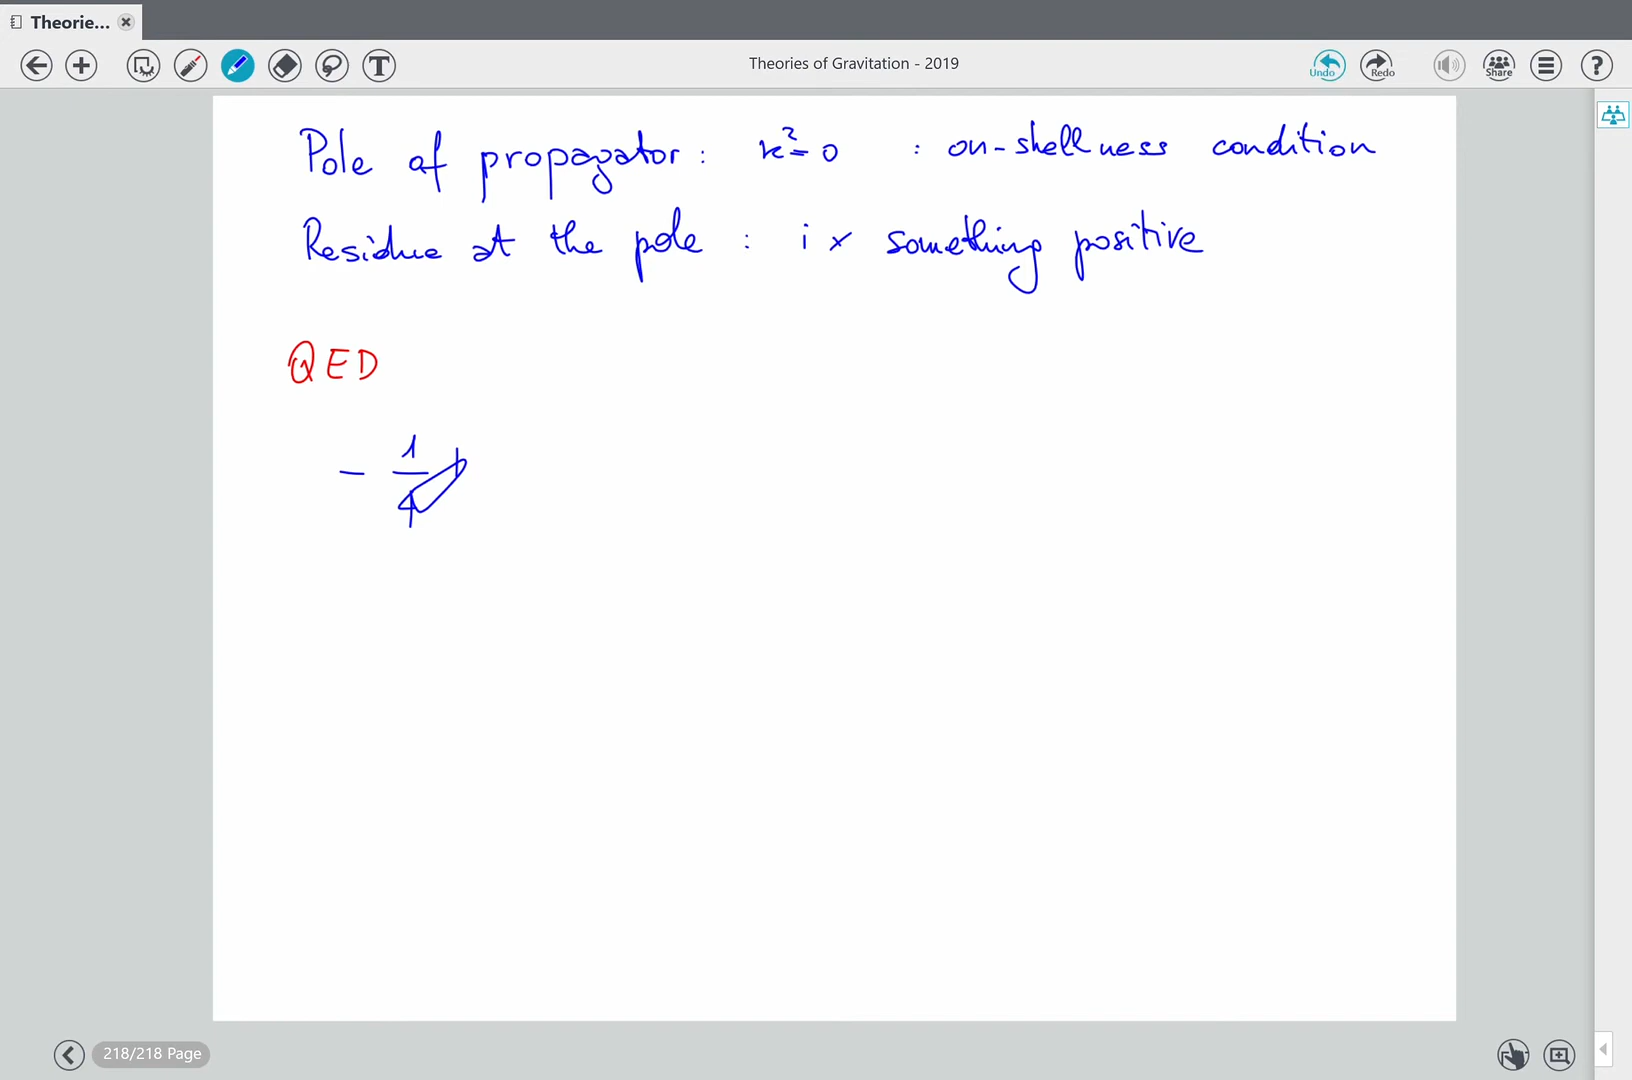 Theorie...
Theories of Gravitation - 2019
Undo
Redo
Share
Pole of propagator : k² = 0 : on-shellness condition
Residue at the pole : i × something positive
QED
- 1/4
218/218 Page